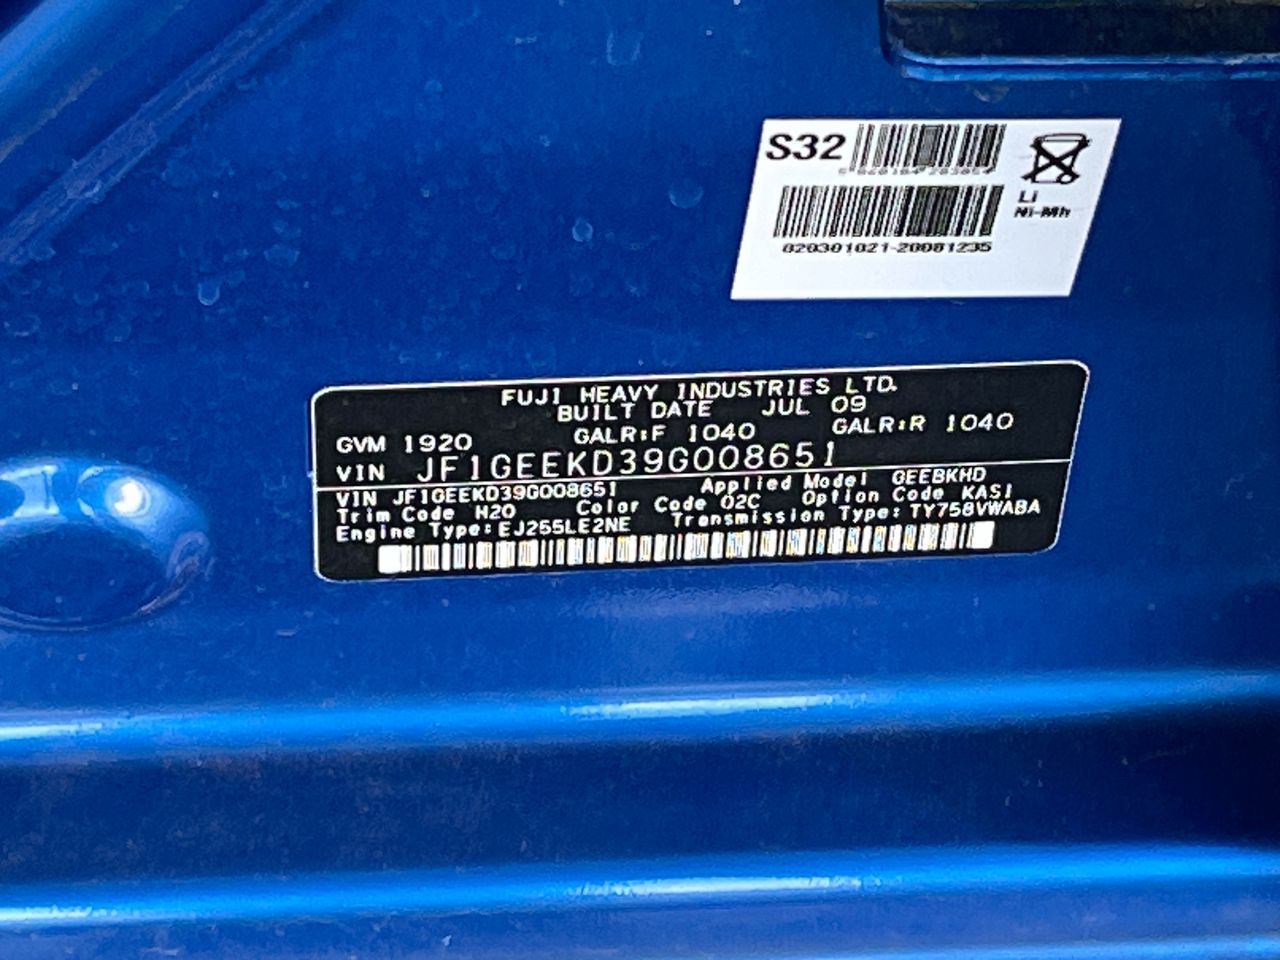 S32
Li
Ni-Mh
020301021-20081235
FUJI HEAVY INDUSTRIES LTD.
BUILT DATE JUL 09
GVM 1920 GALR:F 1040 GALR:R 1040
VIN JF1GEEKD39G008651
VIN JF1GEEKD39G008651 Applied Model GEEBKHD
Trim Code H20 Color Code 02C Option Code KASI
Engine Type: EJ255LE2NE Transmission Type: TY758VWABA